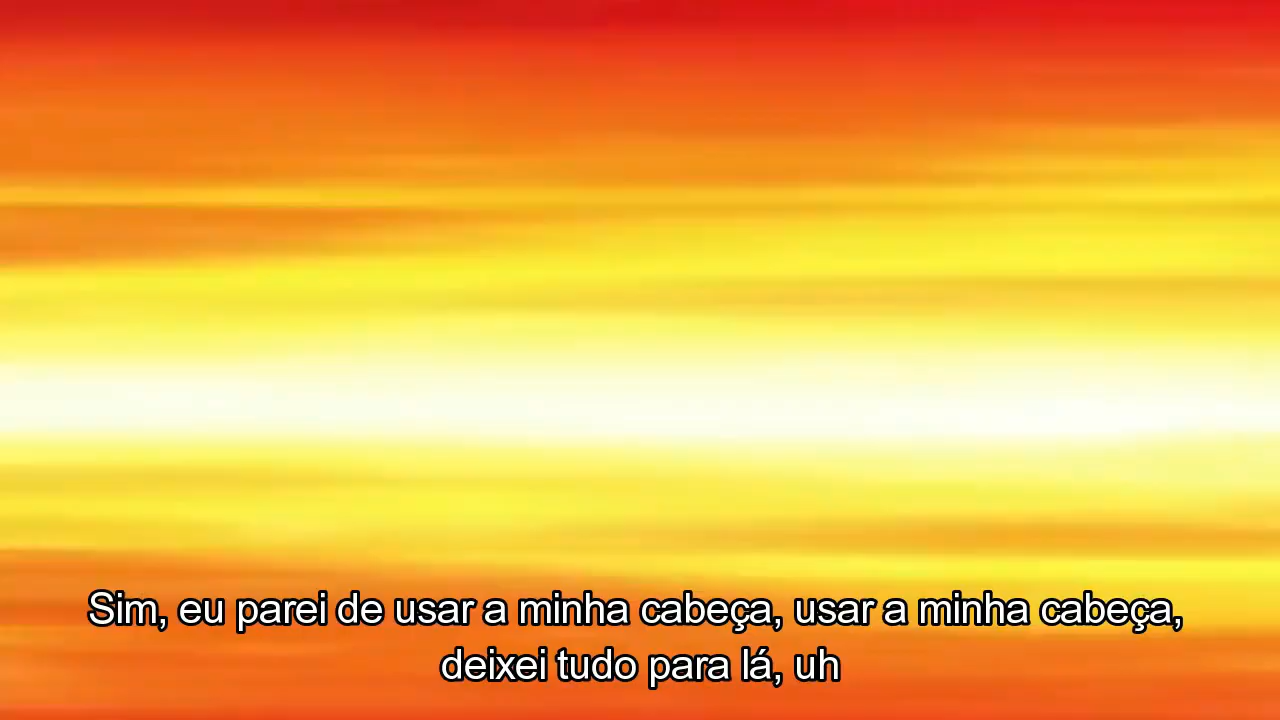 Sim, eu parei de usar a minha cabeça, usar a minha cabeça,
deixei tudo para lá, uh